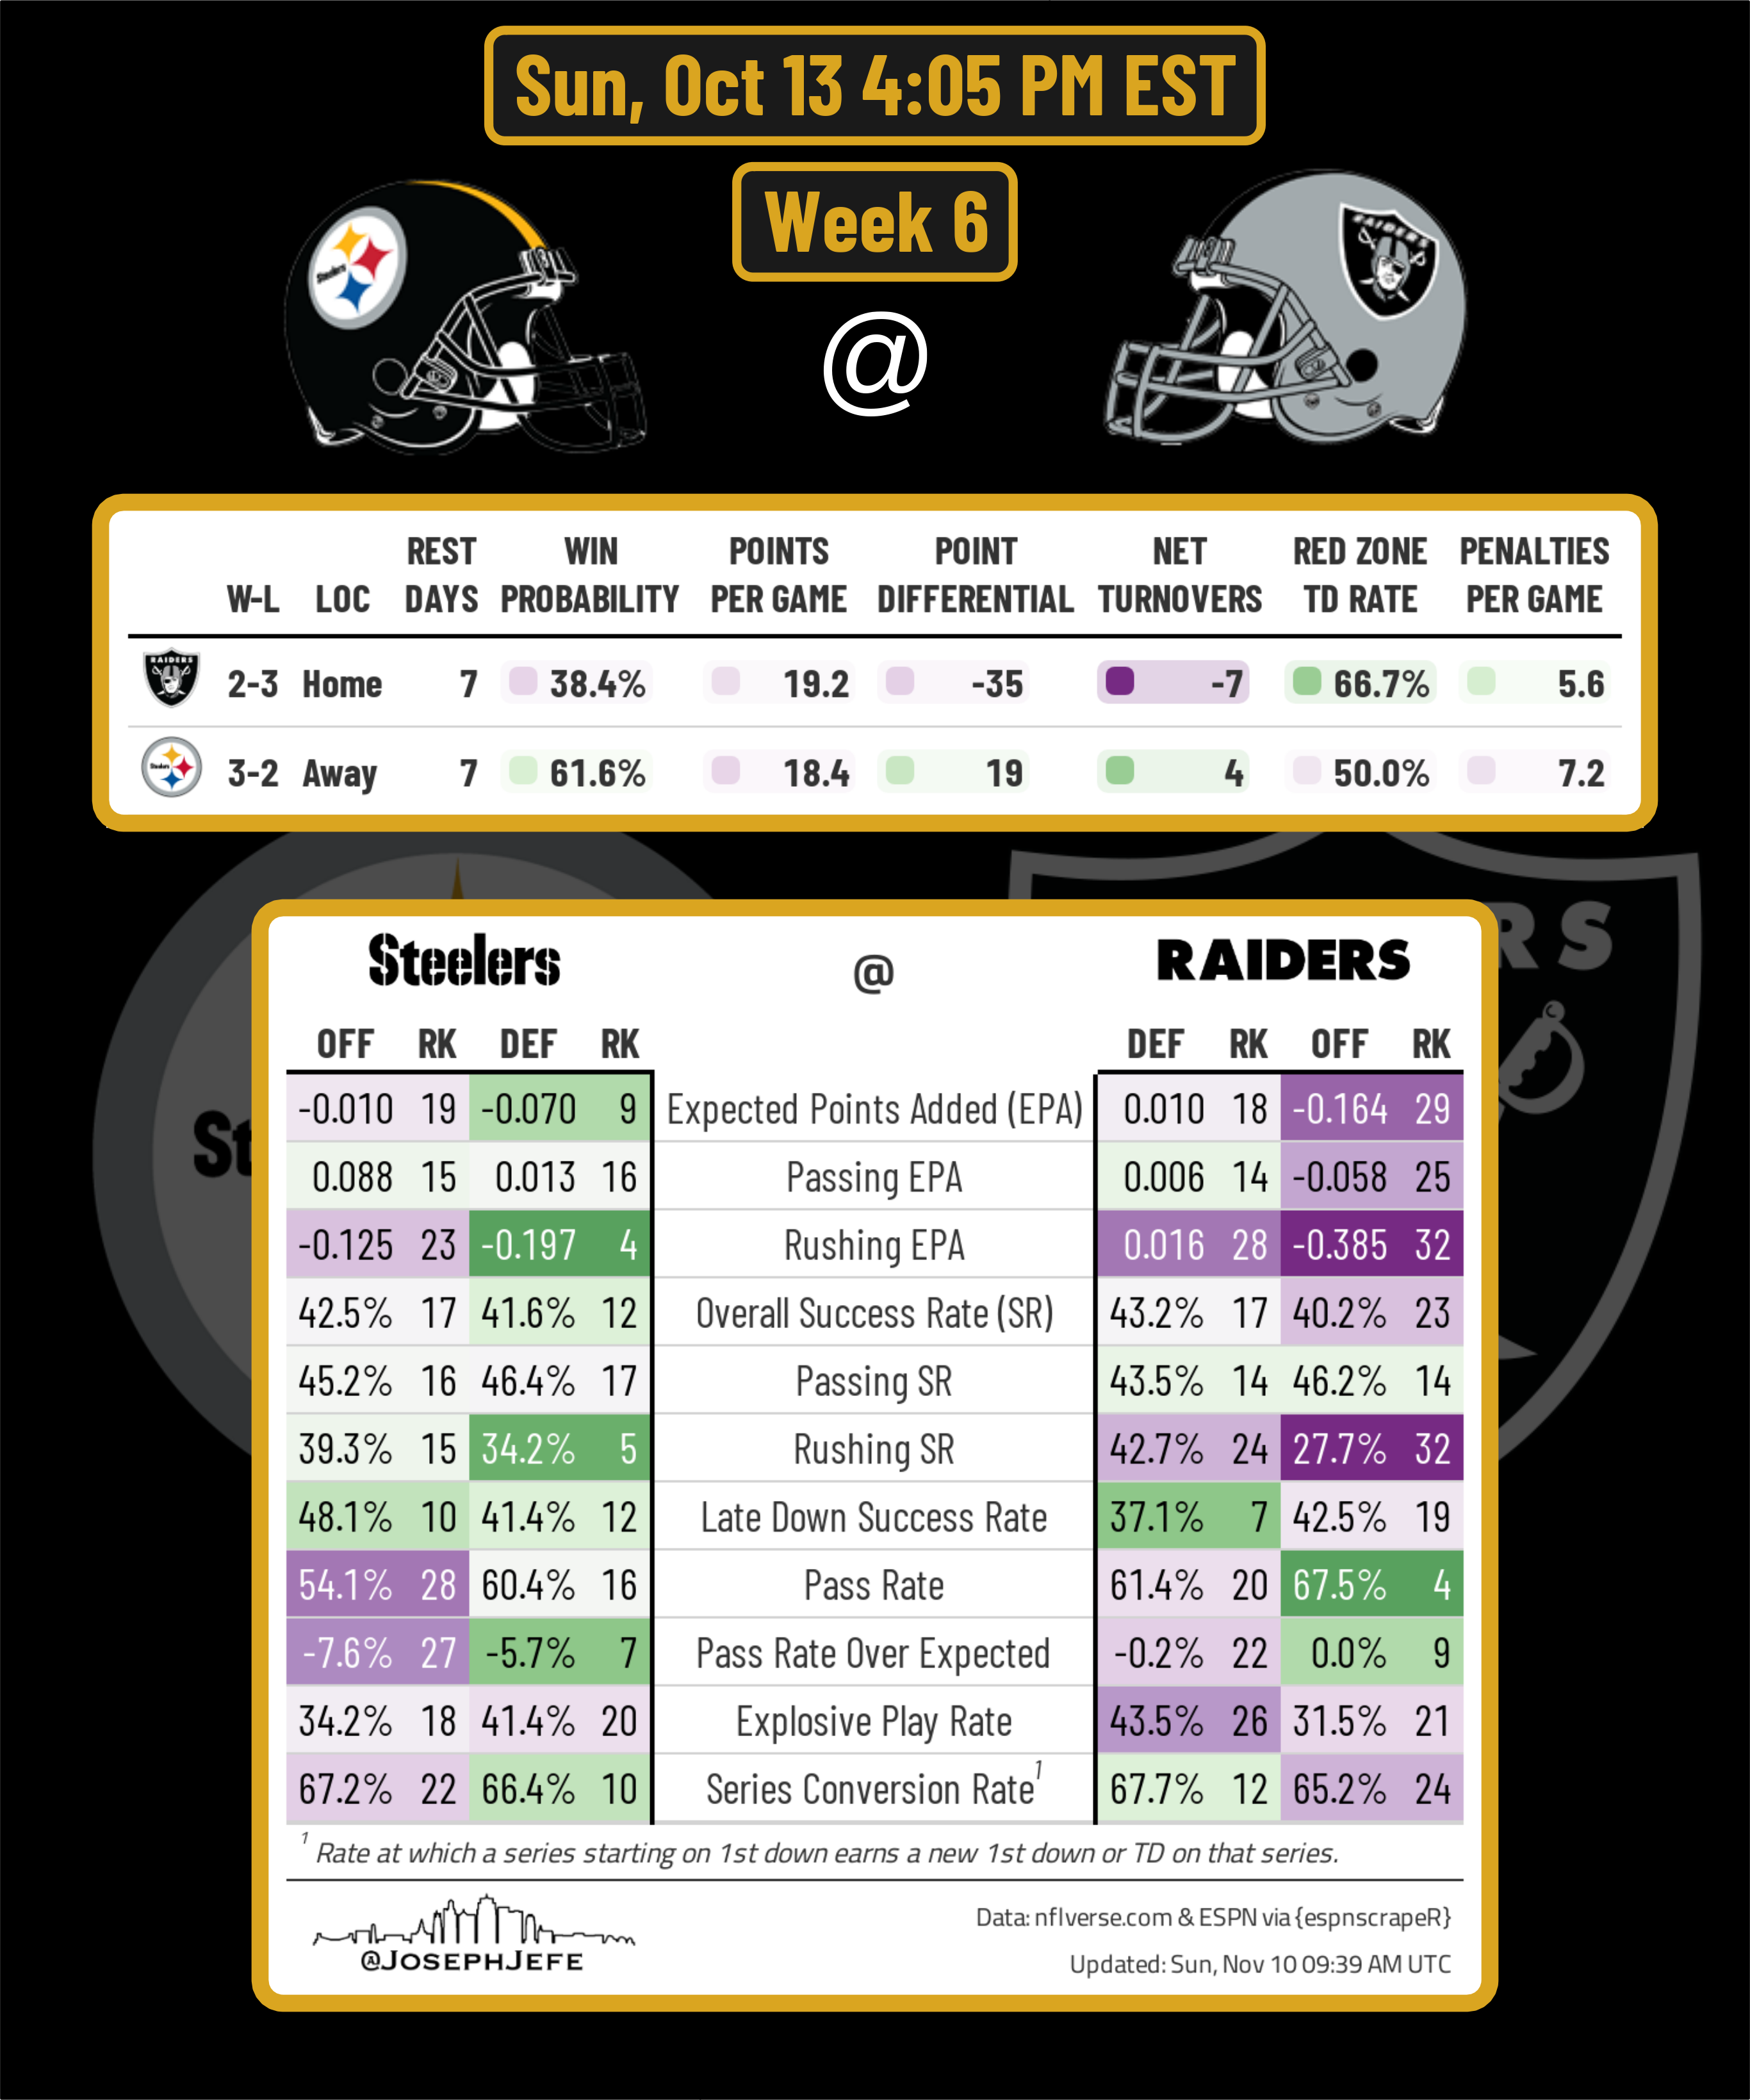 Sun, Oct 13 4:05 PM EST
Week 6
Steelers
RAIDERS
@
REST WIN POINTS POINT NET RED ZONE PENALTIES
W-L LOC DAYS PROBABILITY PER GAME DIFFERENTIAL TURNOVERS TD RATE PER GAME
RAIDERS 2-3 Home 7 38.4% 19.2 -35 -7 66.7% 5.6
Steelers 3-2 Away 7 61.6% 18.4 19 4 50.0% 7.2
RS
Steelers @ RAIDERS
OFF RK DEF RK DEF RK OFF RK
-0.010 19 -0.070 9 Expected Points Added (EPA) 0.010 18 -0.164 29
St
0.088 15 0.013 16 Passing EPA 0.006 14 -0.058 25
-0.125 23 -0.197 4 Rushing EPA 0.016 28 -0.385 32
42.5% 17 41.6% 12 Overall Success Rate (SR) 43.2% 17 40.2% 23
45.2% 16 46.4% 17 Passing SR 43.5% 14 46.2% 14
39.3% 15 34.2% 5 Rushing SR 42.7% 24 27.7% 32
48.1% 10 41.4% 12 Late Down Success Rate 37.1% 7 42.5% 19
54.1% 28 60.4% 16 Pass Rate 61.4% 20 67.5% 4
-7.6% 27 -5.7% 7 Pass Rate Over Expected -0.2% 22 0.0% 9
34.2% 18 41.4% 20 Explosive Play Rate 43.5% 26 31.5% 21
67.2% 22 66.4% 10 Series Conversion Rate¹ 67.7% 12 65.2% 24
¹ Rate at which a series starting on 1st down earns a new 1st down or TD on that series.
@JOSEPHJEFE
Data: nflverse.com & ESPN via {espnscrapeR}
Updated: Sun, Nov 10 09:39 AM UTC